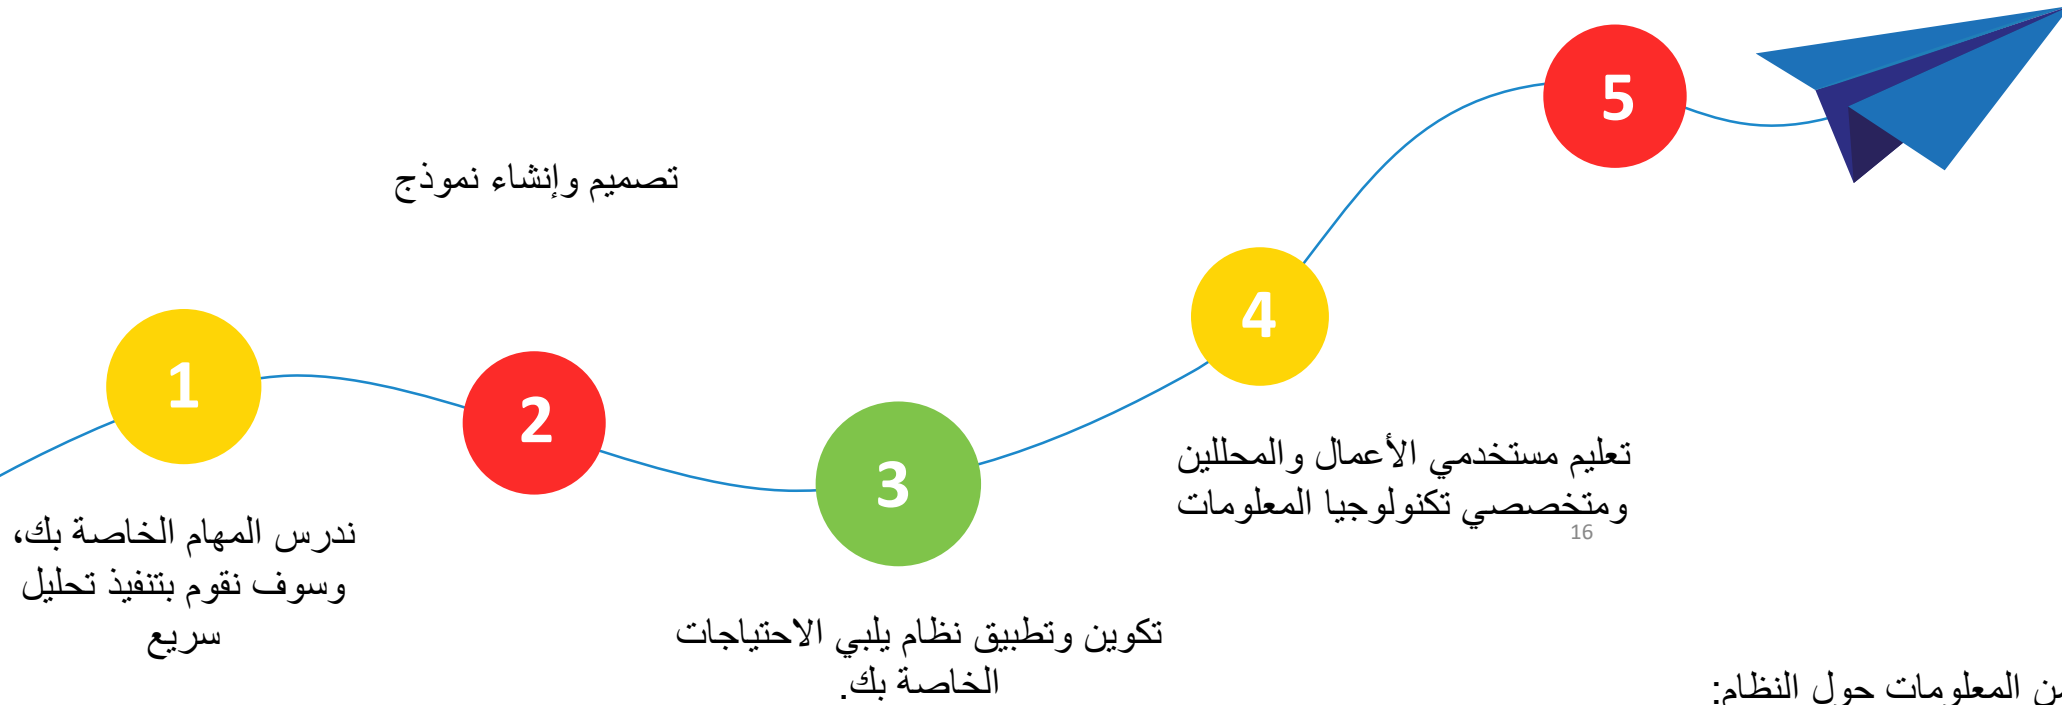 5
تصميم وإنشاء نموذج
4
1
2
3
تعليم مستخدمي الأعمال والمحللين
ومتخصصي تكنولوجيا المعلومات
16
ندرس المهام الخاصة بك،
وسوف نقوم بتنفيذ تحليل
سريع
تكوين وتطبيق نظام يلبي الاحتياجات
الخاصة بك.
المعلومات حول النظام: